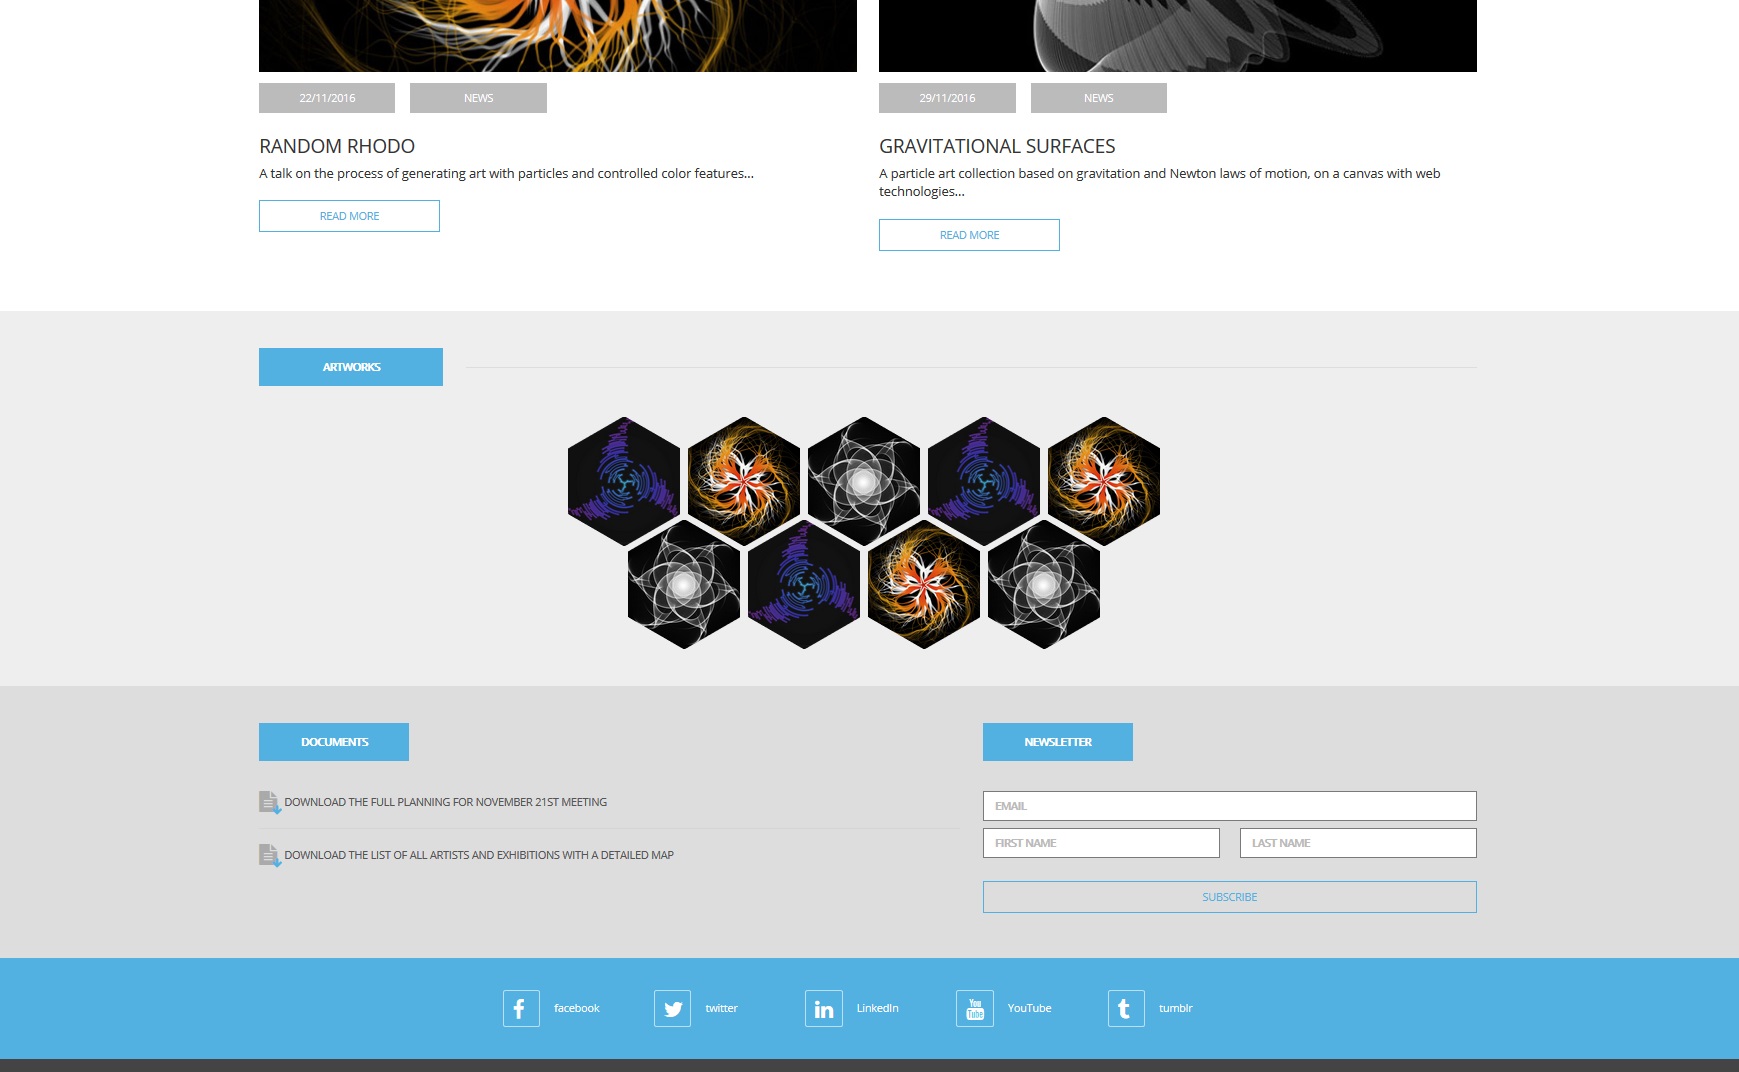 22/11/2016
NEWS
RANDOM RHODO
A talk on the process of generating art with particles and controlled color features...
READ MORE
29/11/2016
NEWS
GRAVITATIONAL SURFACES
A particle art collection based on gravitation and Newton laws of motion, on a canvas with web
technologies...
READ MORE
ARTWORKS
DOCUMENTS
DOWNLOAD THE FULL PLANNING FOR NOVEMBER 21ST MEETING
DOWNLOAD THE LIST OF ALL ARTISTS AND EXHIBITIONS WITH A DETAILED MAP
NEWSLETTER
EMAIL
FIRST NAME
LAST NAME
SUBSCRIBE
facebook
twitter
in
LinkedIn
You
Tube
YouTube
tumblr